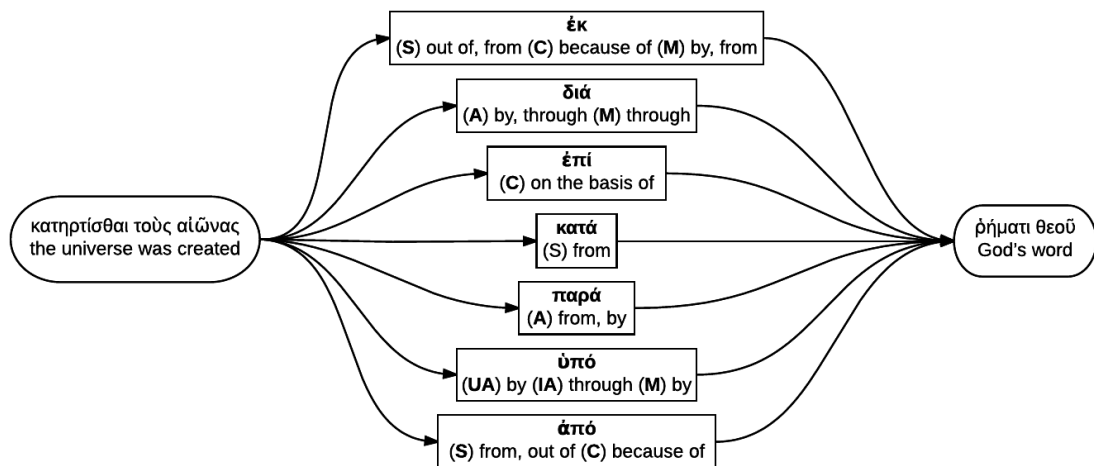 ἐκ
(S) out of, from (C) because of (M) by, from
διά
(A) by, through (M) through
ἐπί
(C) on the basis of
κατηρτίσθαι τοὺς αἰῶνας
the universe was created
κατά
(S) from
ῥήματι θεοῦ
God's word
παρά
(A) from, by
ὑπό
(UA) by (IA) through (M) by
ἀπό
(S) from, out of (C) because of